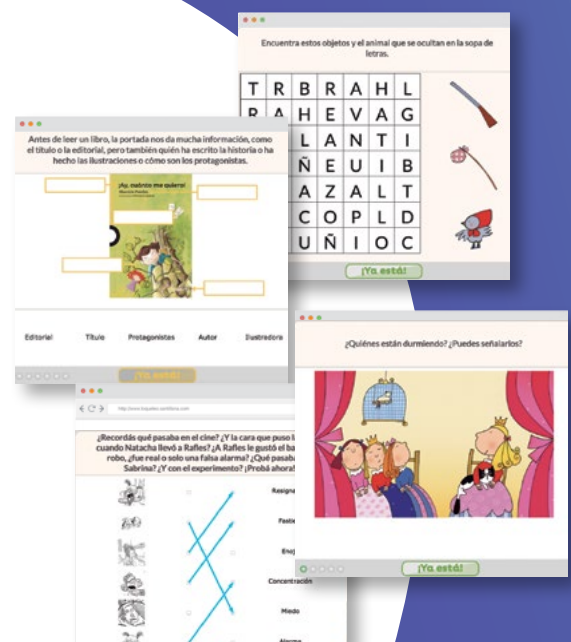 Encuentra estos objetos y el animal que se ocultan en la sopa de
letras.
T R B R A H L
R A H E V A G
L A N T I
Ñ E U I B
A Z A L T
C O P L D
U Ñ I O C
¡Ya está!
Antes de leer un libro, la portada nos da mucha información, como
el título o la editorial, pero también quién ha escrito la historia o ha
hecho las ilustraciones o cómo son los protagonistas.
¡Ay, cuánto me quiero!
Editorial Título Protagonistas Autor Ilustradora
¡Ya está!
¿Quiénes están durmiendo? ¿Puedes señalarlos?
¡Ya está!
¿Recordás qué pasaba en el cine? ¿Y la cara que puso
cuando Natacha llevó a Rafles? ¿A Rafles le gustó el
robo, ¿fue real o solo una falsa alarma? ¿Qué
Sabrina? ¿Y con el experimento? ¡Probá ahora!
Concentración
Miedo
Alarma